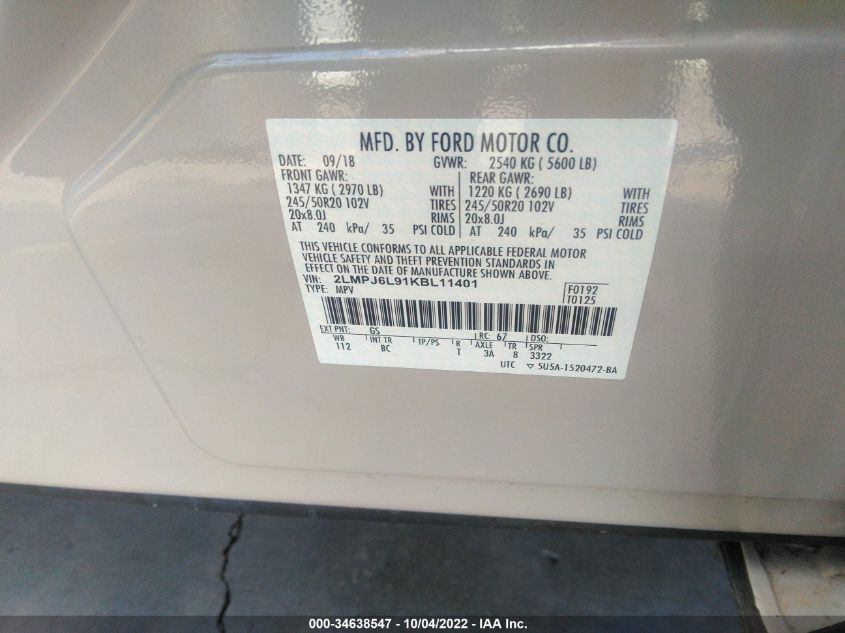 MFD. BY FORD MOTOR CO.
DATE: 09/18 GVWR: 2540 KG ( 5600 LB)
FRONT GAWR: REAR GAWR:
1347 KG ( 2970 LB) WITH 1220 KG ( 2690 LB) WITH
245/50R20 102V TIRES 245/50R20 102V TIRES
20x8.0J RIMS 20x8.0J RIMS
AT 240 kPa/ 35 PSI COLD AT 240 kPa/ 35 PSI COLD
THIS VEHICLE CONFORMS TO ALL APPLICABLE FEDERAL MOTOR
VEHICLE SAFETY AND THEFT PREVENTION STANDARDS IN
EFFECT ON THE DATE OF MANUFACTURE SHOWN ABOVE.
VIN: 2LMPJ6L91KBL11401 F0192
TYPE: MPV T0125
EXT PNT: GS RC: 67 DSO:
WB INT TR TP/PS R AXLE TR SPR
112 BC T 3A 8 3322
UTC ▽ 5U5A-1520472-BA
000-34638547 - 10/04/2022 - IAA Inc.